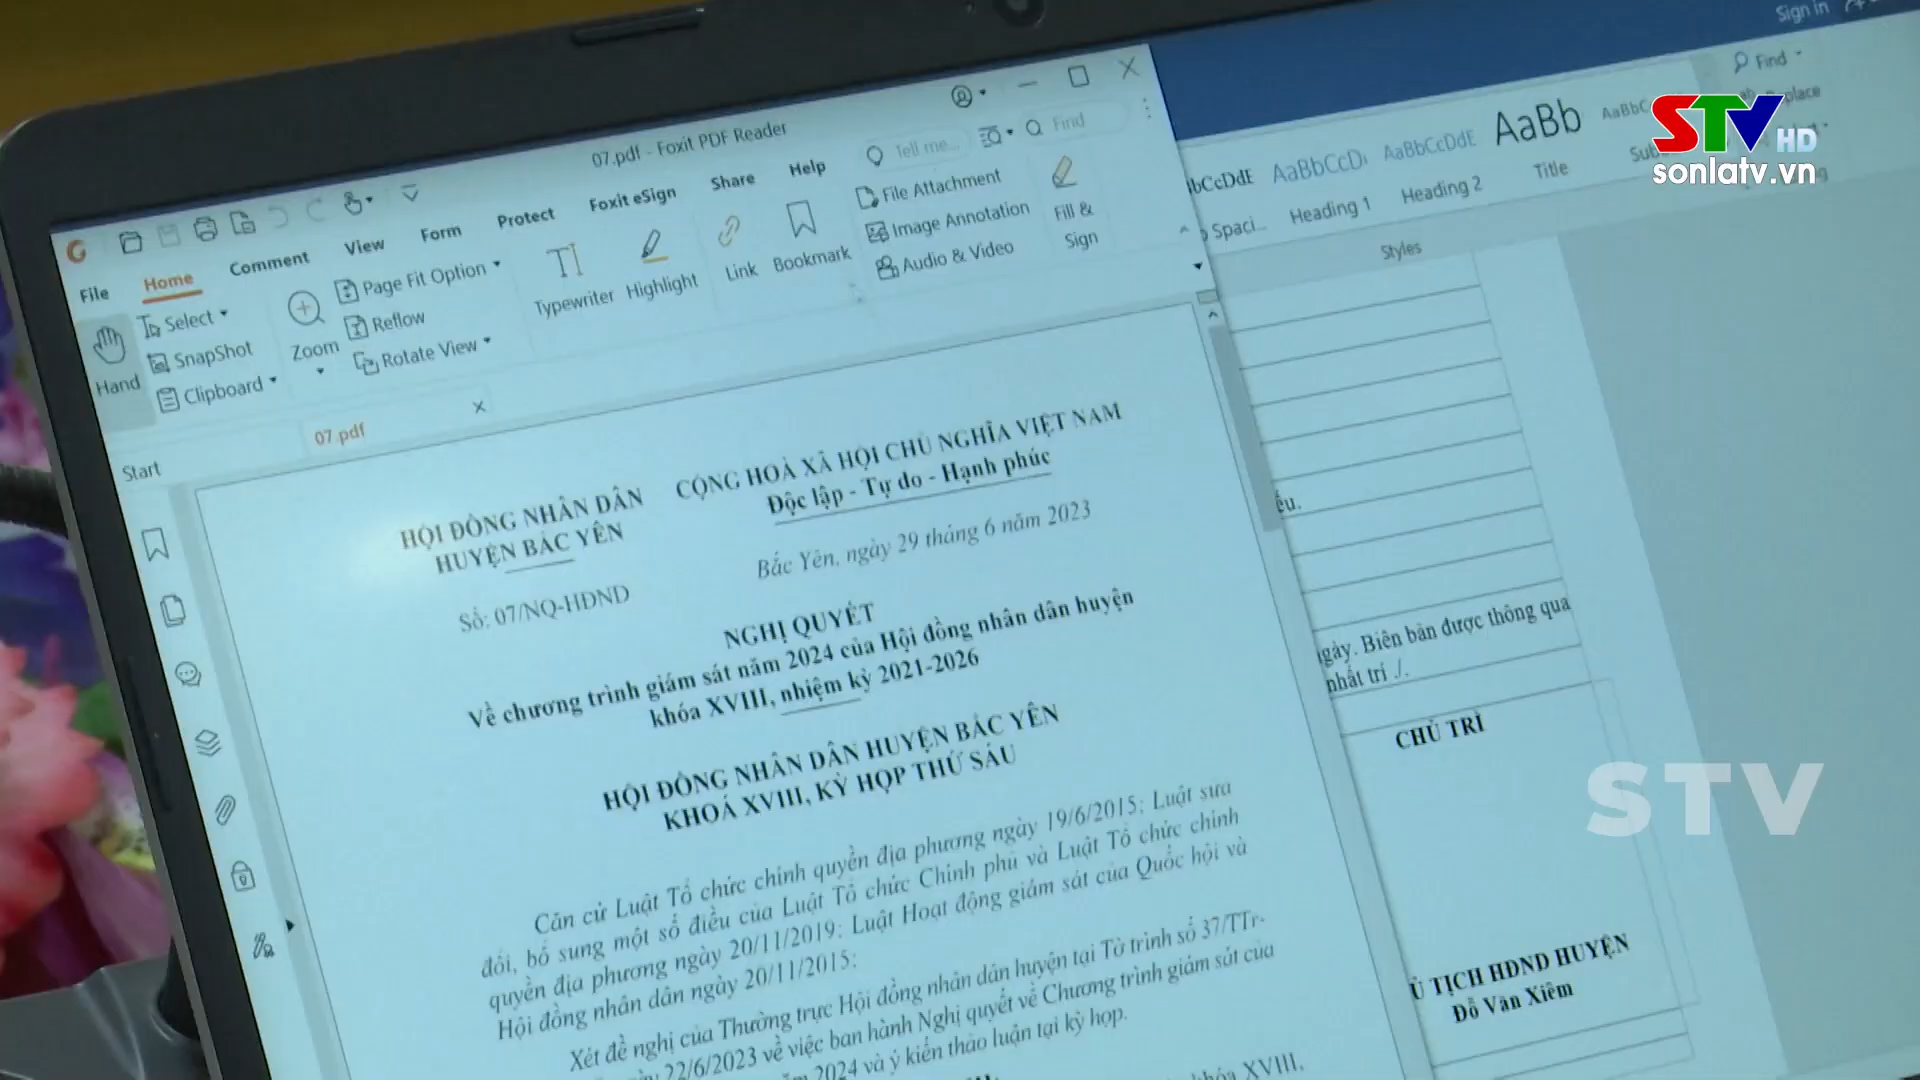 Sign in
Find
AaBbCcDdE
AaBb
Heading 1
Heading 2
Title
Styles
STV HD
sonlatv.vn
07.pdf - Foxit PDF Reader
File Home Comment View Form Protect Foxit eSign Share Help
Tell me...
Find
Hand
Select
SnapShot
Clipboard
Zoom
Page Fit Option
Reflow
Rotate View
Typewriter
Highlight
Link
Bookmark
File Attachment
Image Annotation
Audio & Video
Fill &
Sign
Start
07.pdf
HỘI ĐỒNG NHÂN DÂN
HUYỆN BẮC YÊN
CỘNG HOÀ XÃ HỘI CHỦ NGHĨA VIỆT NAM
Độc lập - Tự do - Hạnh phúc
Số: 07/NQ-HĐND
Bắc Yên, ngày 29 tháng 6 năm 2023
NGHỊ QUYẾT
Về chương trình giám sát năm 2024 của Hội đồng nhân dân huyện
khóa XVIII, nhiệm kỳ 2021-2026
HỘI ĐỒNG NHÂN DÂN HUYỆN BẮC YÊN
KHOÁ XVIII, KỲ HỌP THỨ SÁU
Căn cứ Luật Tổ chức chính quyền địa phương ngày 19/6/2015; Luật sửa
đổi, bổ sung một số điều của Luật Tổ chức Chính phủ và Luật Tổ chức chính
quyền địa phương ngày 20/11/2019; Luật Hoạt động giám sát của Quốc hội và
Hội đồng nhân dân ngày 20/11/2015;
Xét đề nghị của Thường trực Hội đồng nhân dân huyện tại Tờ trình số 37/TTr-
22/6/2023 về việc ban hành Nghị quyết về Chương trình giám sát của
2024 và ý kiến thảo luận tại kỳ họp.
XVIII,
Biên bản được thông qua
nhất trí ./.
CHỦ TRÌ
TỊCH HĐND HUYỆN
Đỗ Văn Xiêm
STV